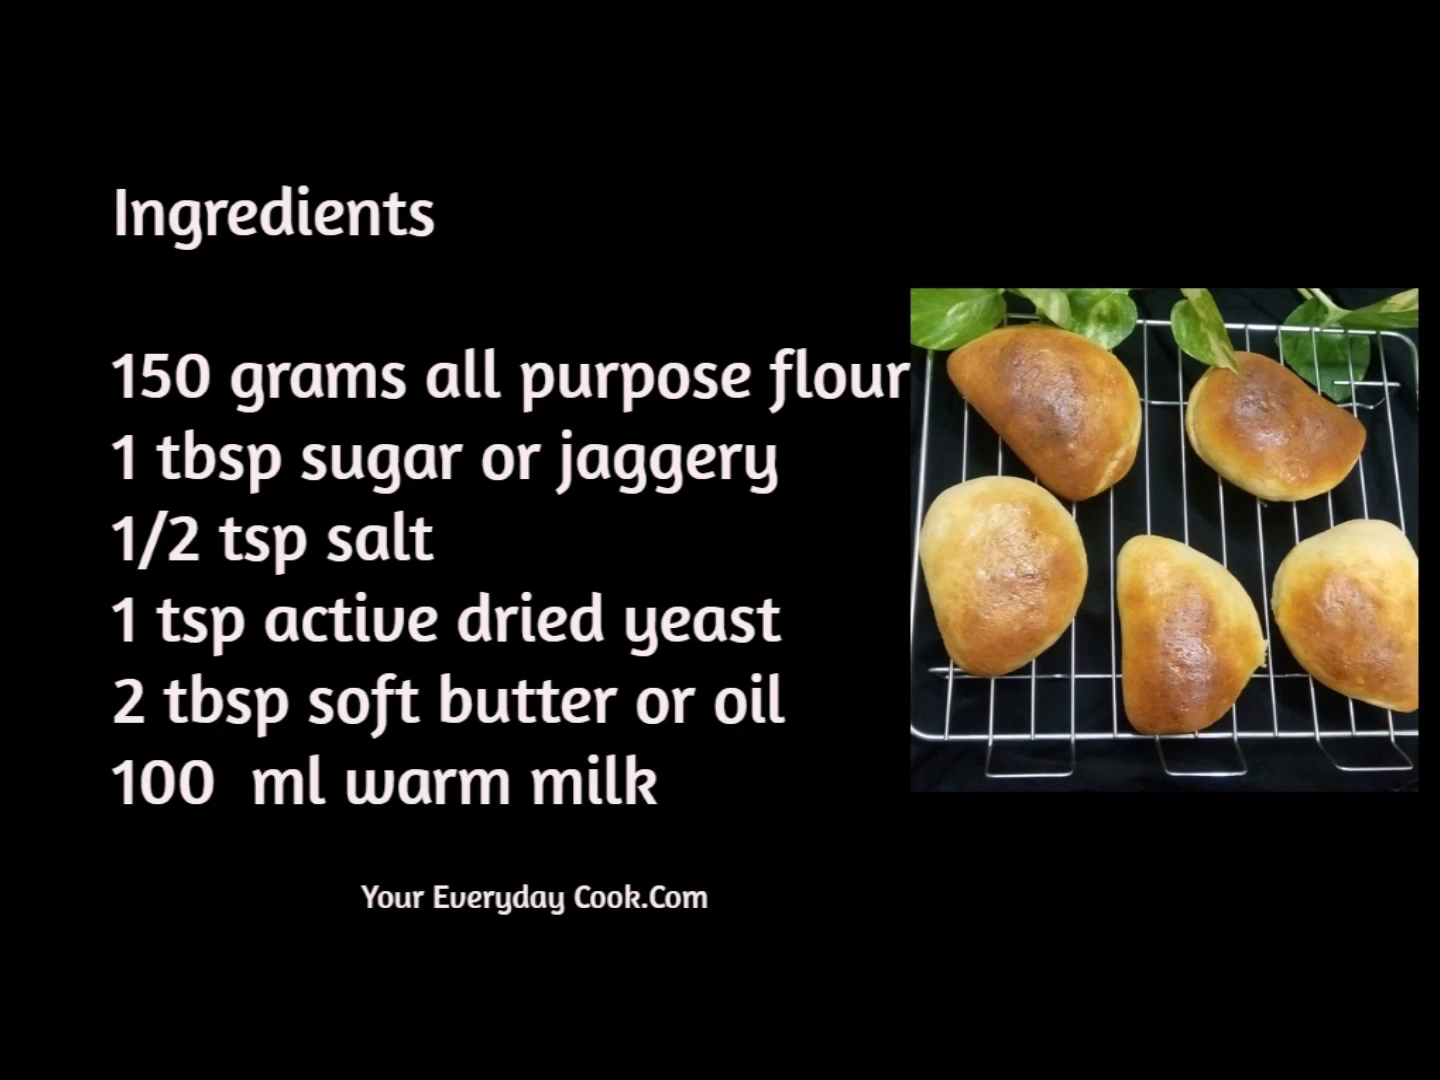 Ingredients
150 grams all purpose flour
1 tbsp sugar or jaggery
1/2 tsp salt
1 tsp active dried yeast
2 tbsp soft butter or oil
100 ml warm milk
Your Everyday Cook.Com